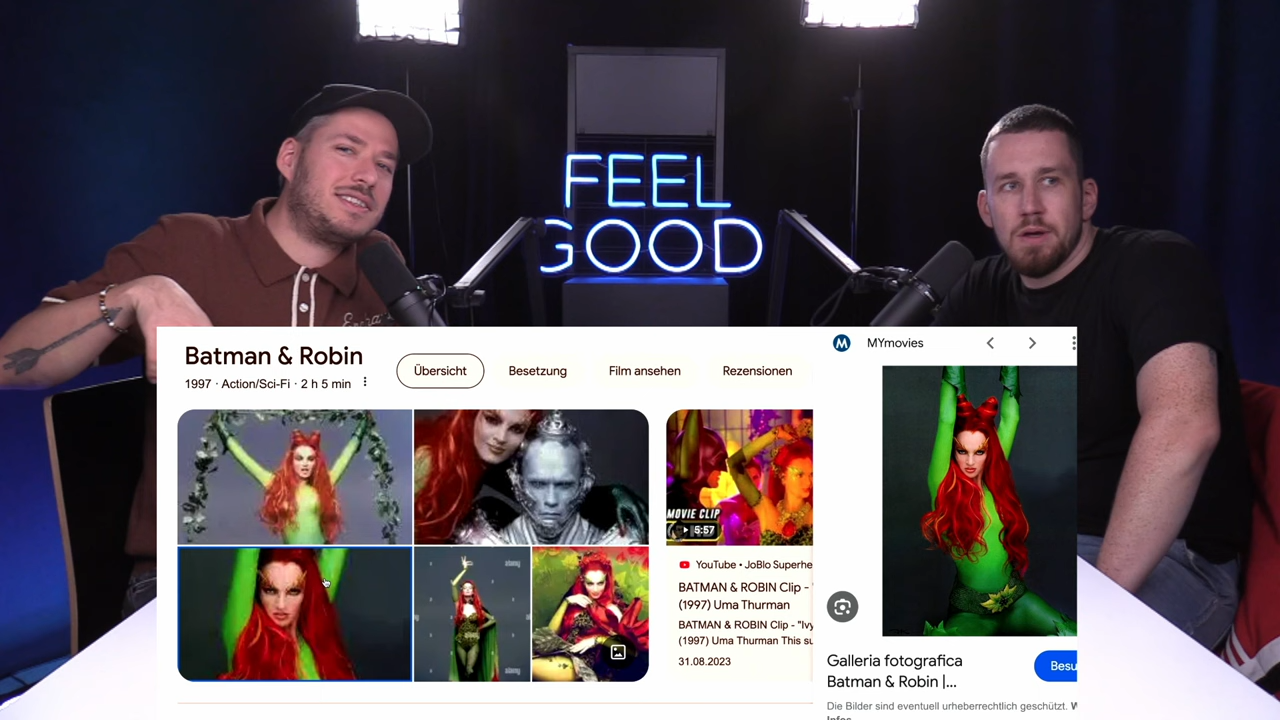 FEEL
GOOD
Batman & Robin
1997 · Action/Sci-Fi · 2 h 5 min
Übersicht
Besetzung
Film ansehen
Rezensionen
MYmovies
MOVIE CLIP
5:57
YouTube • JoBlo Superhe
BATMAN & ROBIN Clip -
(1997) Uma Thurman
BATMAN & ROBIN Clip - "Ivy
(1997) Uma Thurman This su
31.08.2023
Galleria fotografica
Batman & Robin |...
Besu
Die Bilder sind eventuell urheberrechtlich geschützt. W
Infos